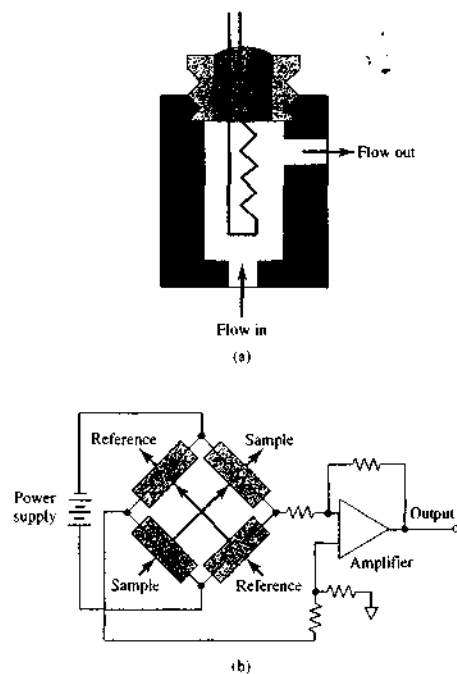 Flow out
Flow in
(a)
Reference
Sample
Power
supply
Output
Amplifier
Sample
Reference
(b)